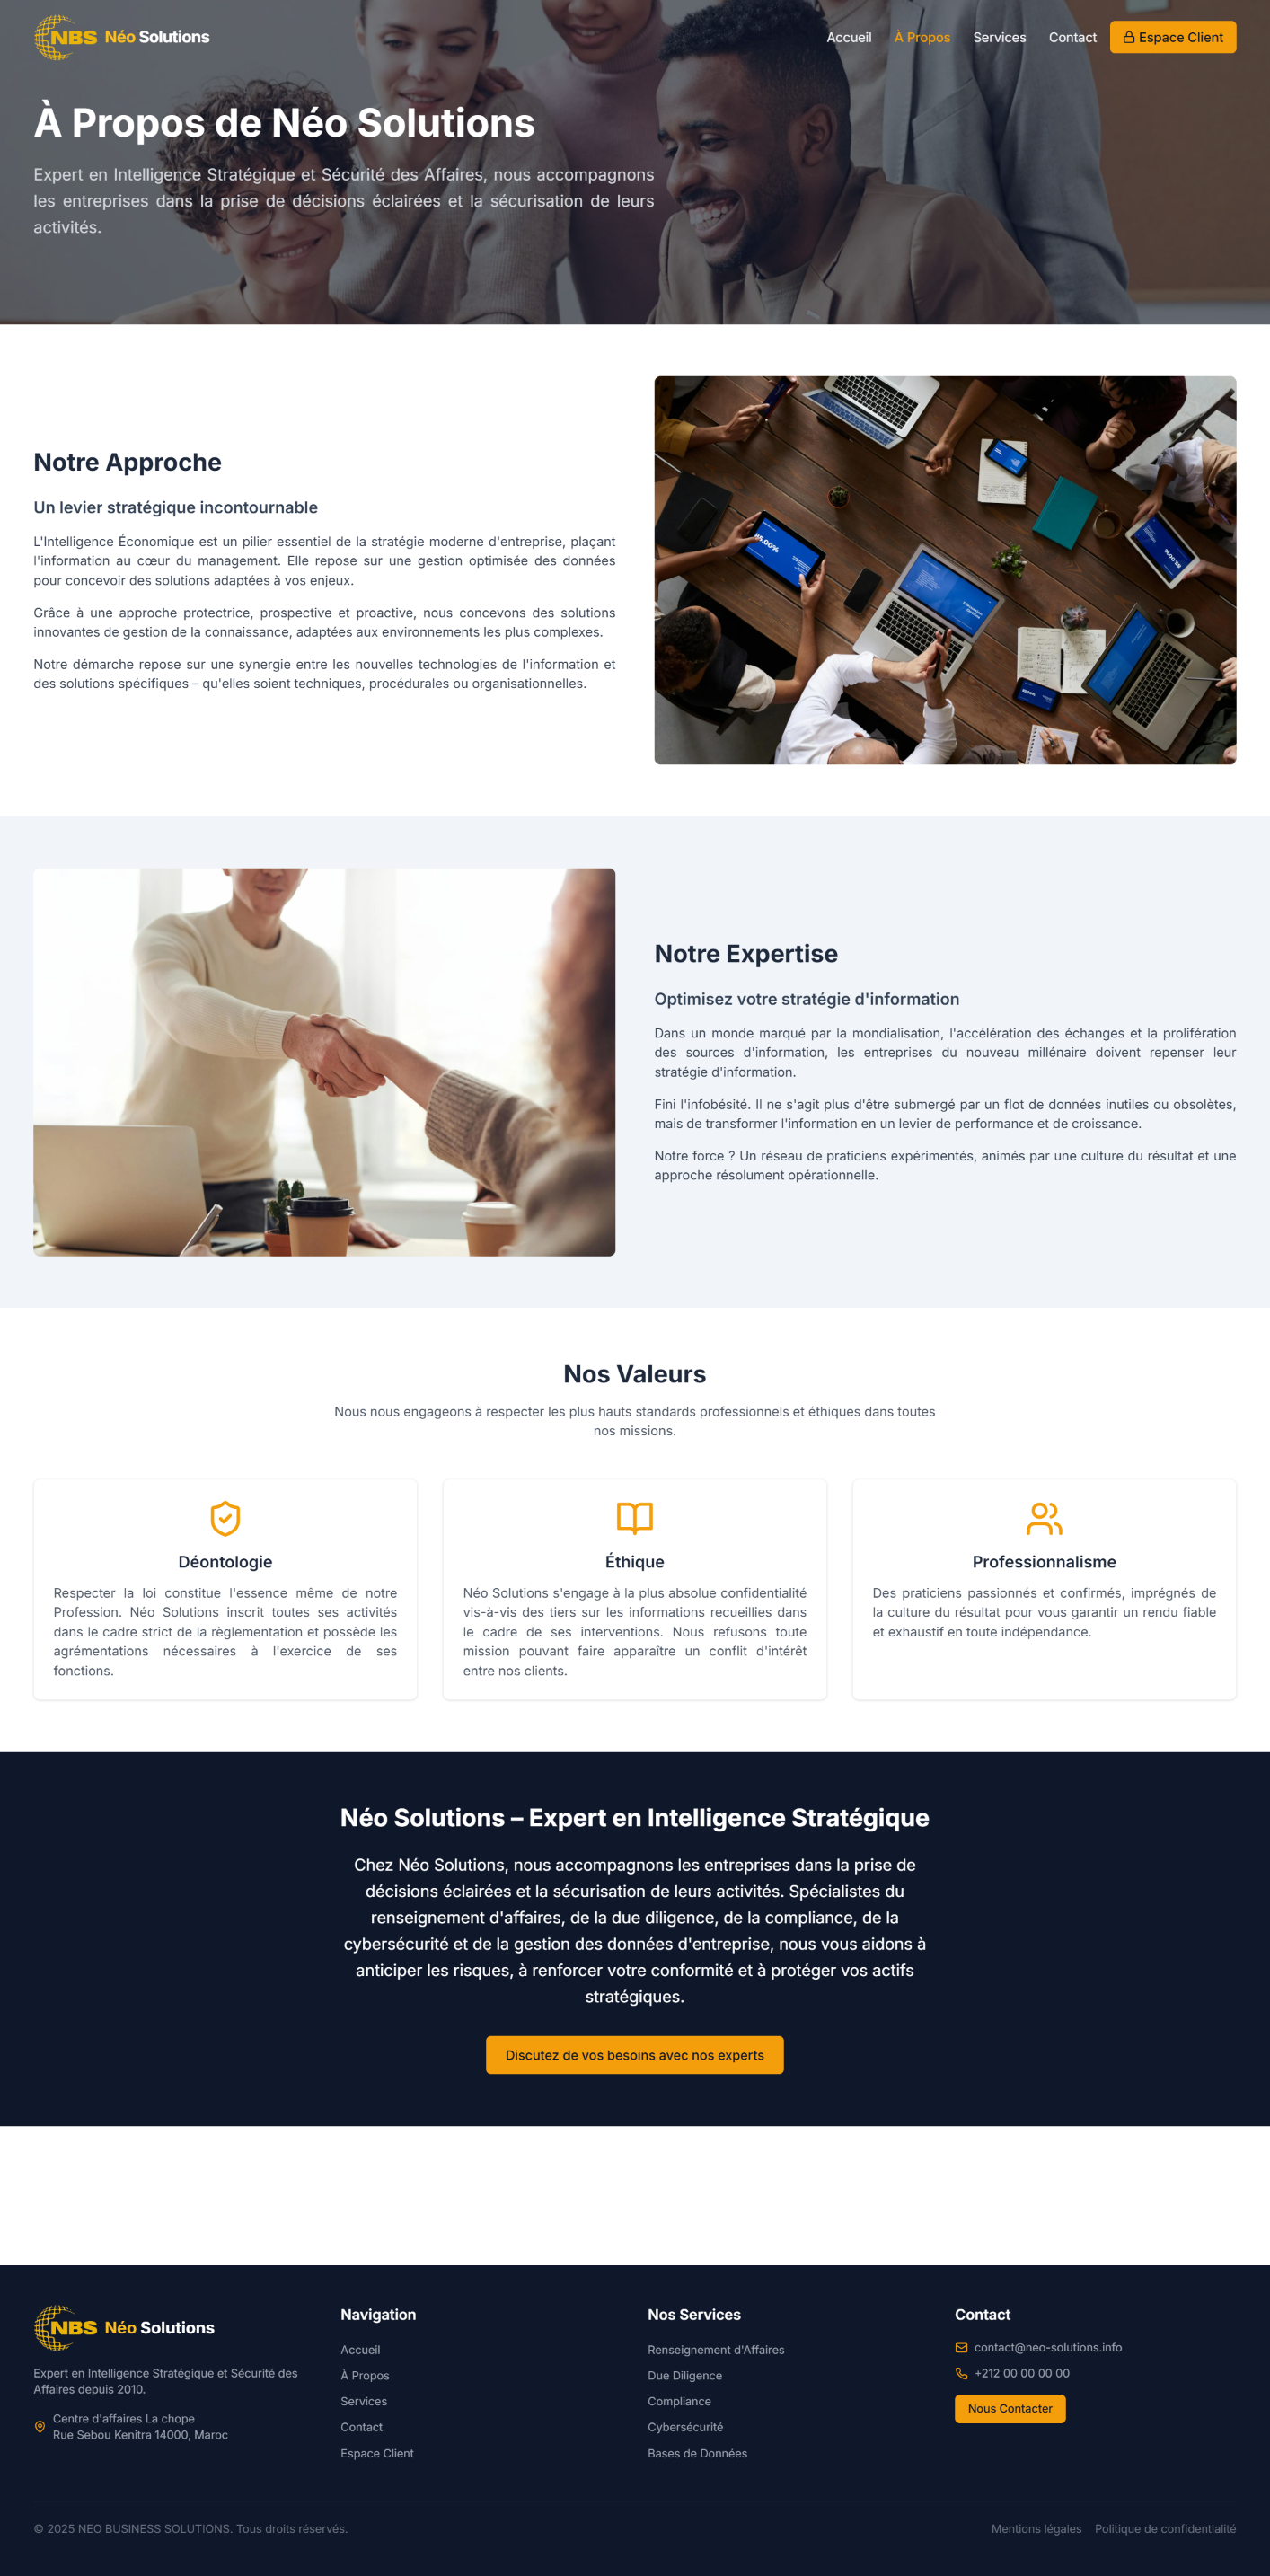 NBS Néo Solutions
Accueil
À Propos
Services
Contact
Espace Client
À Propos de Néo Solutions
Expert en Intelligence Stratégique et Sécurité des Affaires, nous accompagnons
les entreprises dans la prise de décisions éclairées et la sécurisation de leurs
activités.
Notre Approche
Un levier stratégique incontournable
L'Intelligence Économique est un pilier essentiel de la stratégie moderne d'entreprise, plaçant
l'information au cœur du management. Elle repose sur une gestion optimisée des données
pour concevoir des solutions adaptées à vos enjeux.
Grâce à une approche protectrice, prospective et proactive, nous concevons des solutions
innovantes de gestion de la connaissance, adaptées aux environnements les plus complexes.
Notre démarche repose sur une synergie entre les nouvelles technologies de l'information et
des solutions spécifiques – qu'elles soient techniques, procédurales ou organisationnelles.
Notre Expertise
Optimisez votre stratégie d'information
Dans un monde marqué par la mondialisation, l'accélération des échanges et la prolifération
des sources d'information, les entreprises du nouveau millénaire doivent repenser leur
stratégie d'information.
Fini l'infobésité. Il ne s'agit plus d'être submergé par un flot de données inutiles ou obsolètes,
mais de transformer l'information en un levier de performance et de croissance.
Notre force ? Un réseau de praticiens expérimentés, animés par une culture du résultat et une
approche résolument opérationnelle.
Nos Valeurs
Nous nous engageons à respecter les plus hauts standards professionnels et éthiques dans toutes
nos missions.
Déontologie
Respecter la loi constitue l'essence même de notre
Profession. Néo Solutions inscrit toutes ses activités
dans le cadre strict de la règlementation et possède les
agrémentations nécessaires à l'exercice de ses
fonctions.
Éthique
Néo Solutions s'engage à la plus absolue confidentialité
vis-à-vis des tiers sur les informations recueillies dans
le cadre de ses interventions. Nous refusons toute
mission pouvant faire apparaître un conflit d'intérêt
entre nos clients.
Professionnalisme
Des praticiens passionnés et confirmés, imprégnés de
la culture du résultat pour vous garantir un rendu fiable
et exhaustif en toute indépendance.
Néo Solutions – Expert en Intelligence Stratégique
Chez Néo Solutions, nous accompagnons les entreprises dans la prise de
décisions éclairées et la sécurisation de leurs activités. Spécialistes du
renseignement d'affaires, de la due diligence, de la compliance, de la
cybersécurité et de la gestion des données d'entreprise, nous vous aidons à
anticiper les risques, à renforcer votre conformité et à protéger vos actifs
stratégiques.
Discutez de vos besoins avec nos experts
NBS Néo Solutions
Expert en Intelligence Stratégique et Sécurité des
Affaires depuis 2010.
Centre d'affaires La chope
Rue Sebou Kenitra 14000, Maroc
Navigation
Accueil
À Propos
Services
Contact
Espace Client
Nos Services
Renseignement d'Affaires
Due Diligence
Compliance
Cybersécurité
Bases de Données
Contact
contact@neo-solutions.info
+212 00 00 00 00
Nous Contacter
© 2025 NEO BUSINESS SOLUTIONS. Tous droits réservés.
Mentions légales
Politique de confidentialité